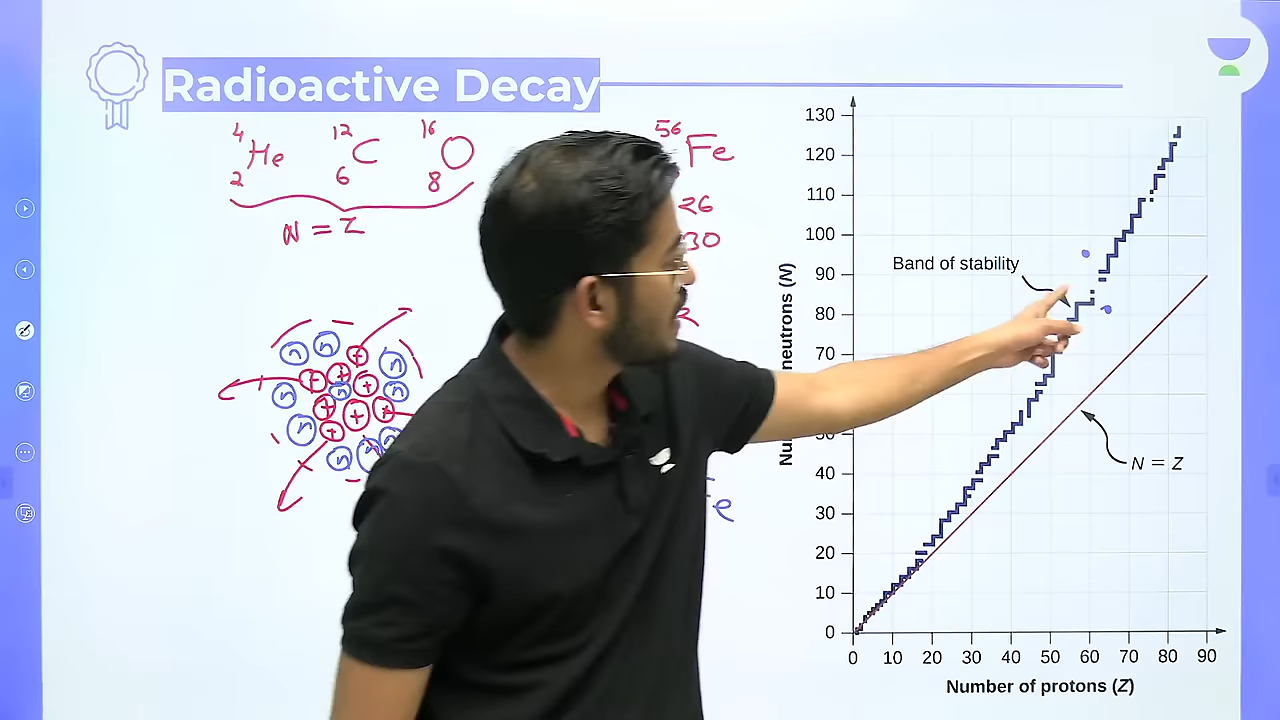 Radioactive Decay
4 He 2
12 C 6
16 O 8
56 Fe
26
30
N = Z
n n n n n n n n
+ + + + + + + +
e
130
120
110
100
90
80
70
40
30
20
10
0
neutrons (N)
Band of stability
N = Z
0 10 20 30 40 50 60 70 80 90
Number of protons (Z)